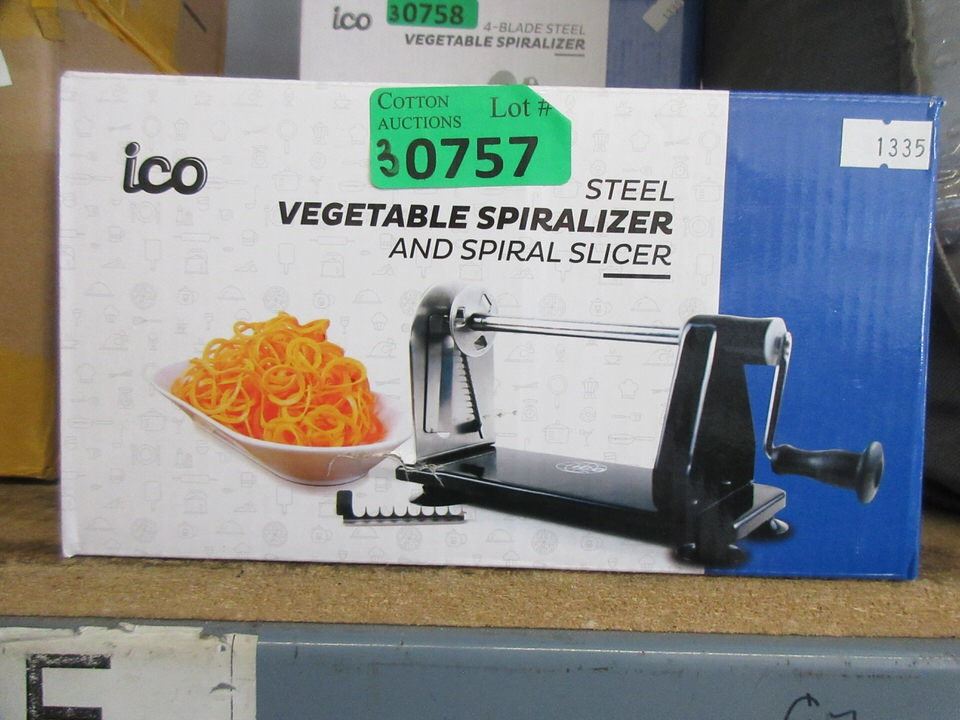 ico
30758
4-BLADE STEEL
VEGETABLE SPIRALIZER
COTTON
AUCTIONS
Lot #
30757
1335
ico
STEEL
VEGETABLE SPIRALIZER
AND SPIRAL SLICER
E